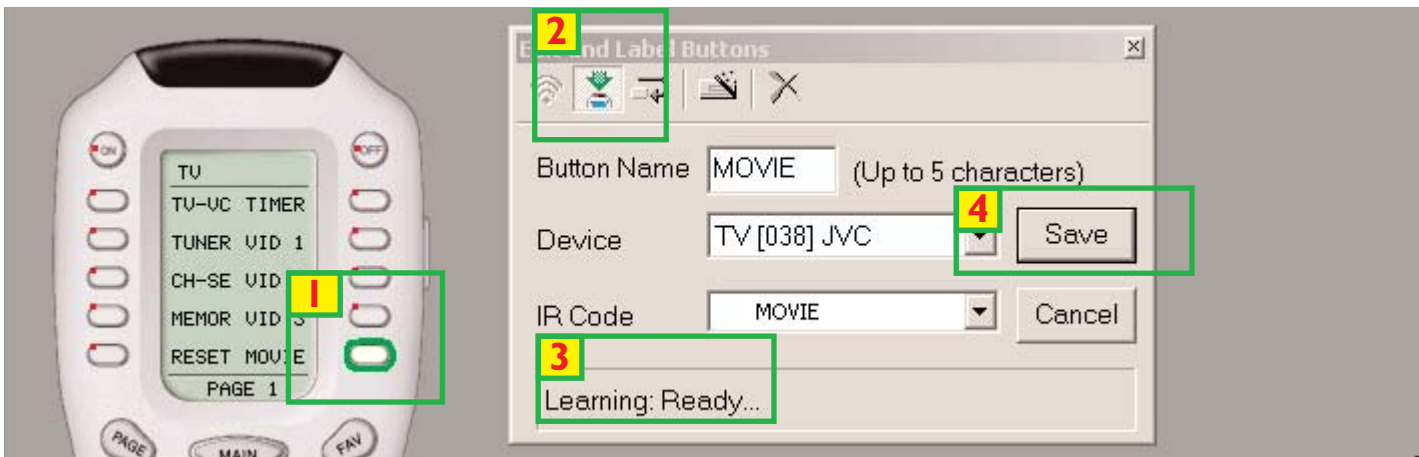 ON
OFF
TV
TV-VC TIMER
TUNER VID 1
CH-SE VID
MEMOR VID 3
RESET MOVIE
PAGE 1
PAGE
MAIN
FAV
1
2
and Label Buttons
Button Name MOVIE (Up to 5 characters)
4
Device TV [038] JVC Save
IR Code MOVIE Cancel
3
Learning: Ready...